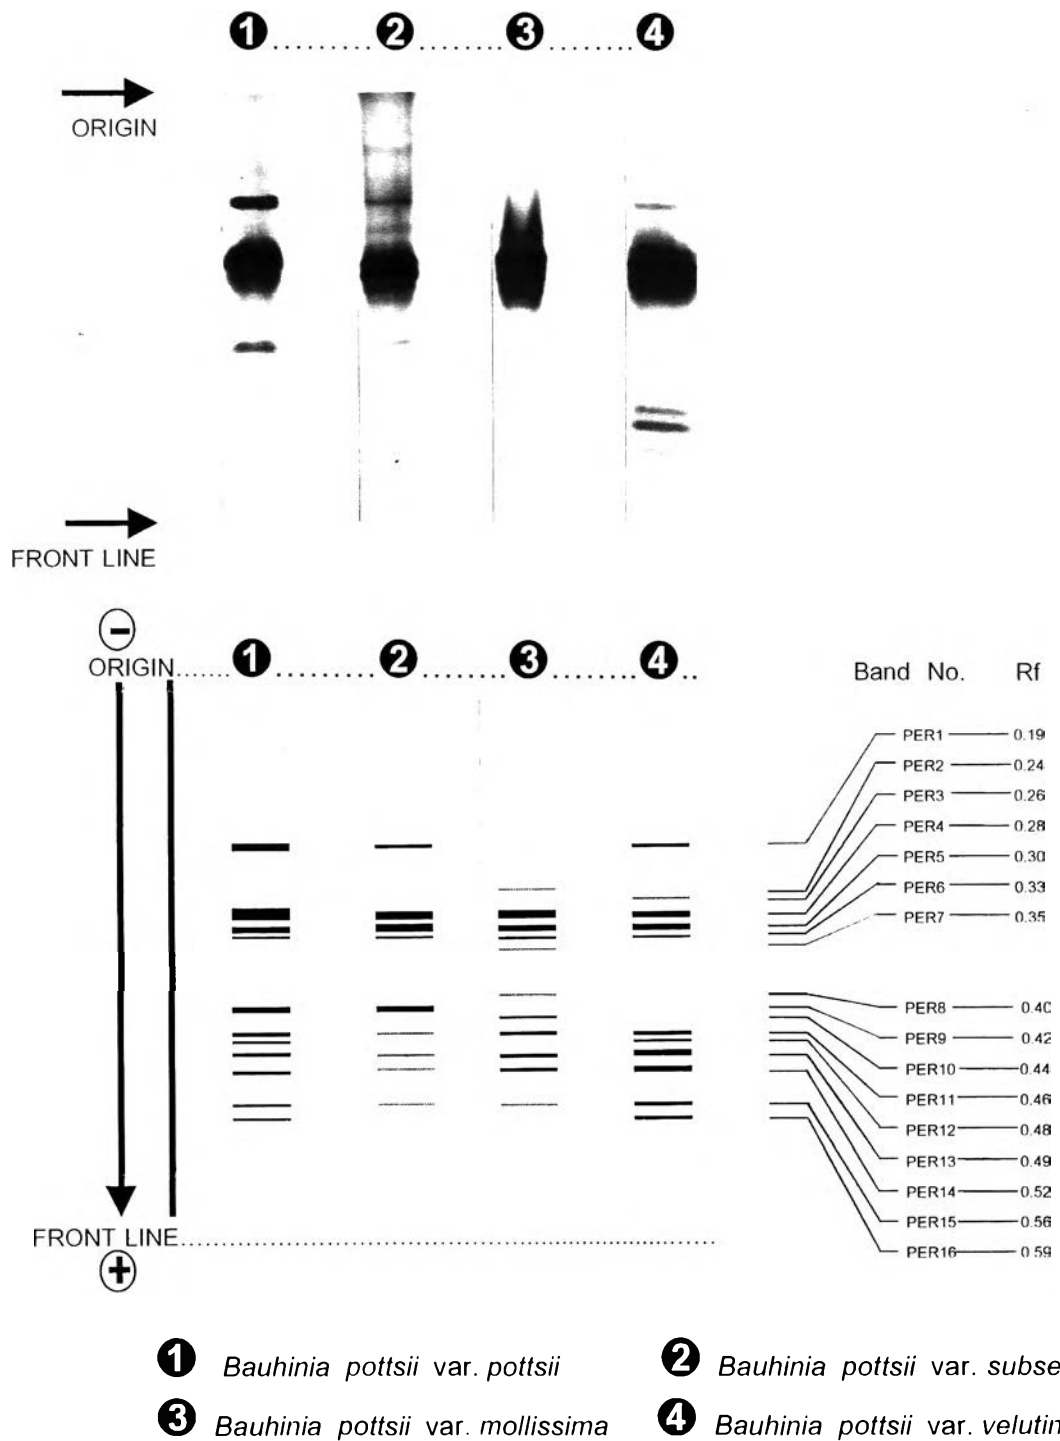 1 ........ 2 ........ 3 ........ 4
ORIGIN
FRONT LINE
−
ORIGIN ........ 1 ........ 2 ........ 3 ........ 4 ...
Band No. Rf
PER1 0.19
PER2 0.24
PER3 0.26
PER4 0.28
PER5 0.30
PER6 0.33
PER7 0.35
PER8 0.40
PER9 0.42
PER10 0.44
PER11 0.46
PER12 0.48
PER13 0.49
PER14 0.52
PER15 0.56
PER16 0.59
FRONT LINE
+
1 Bauhinia pottsii var. pottsii 2 Bauhinia pottsii var. subse
3 Bauhinia pottsii var. mollissima 4 Bauhinia pottsii var. velutin